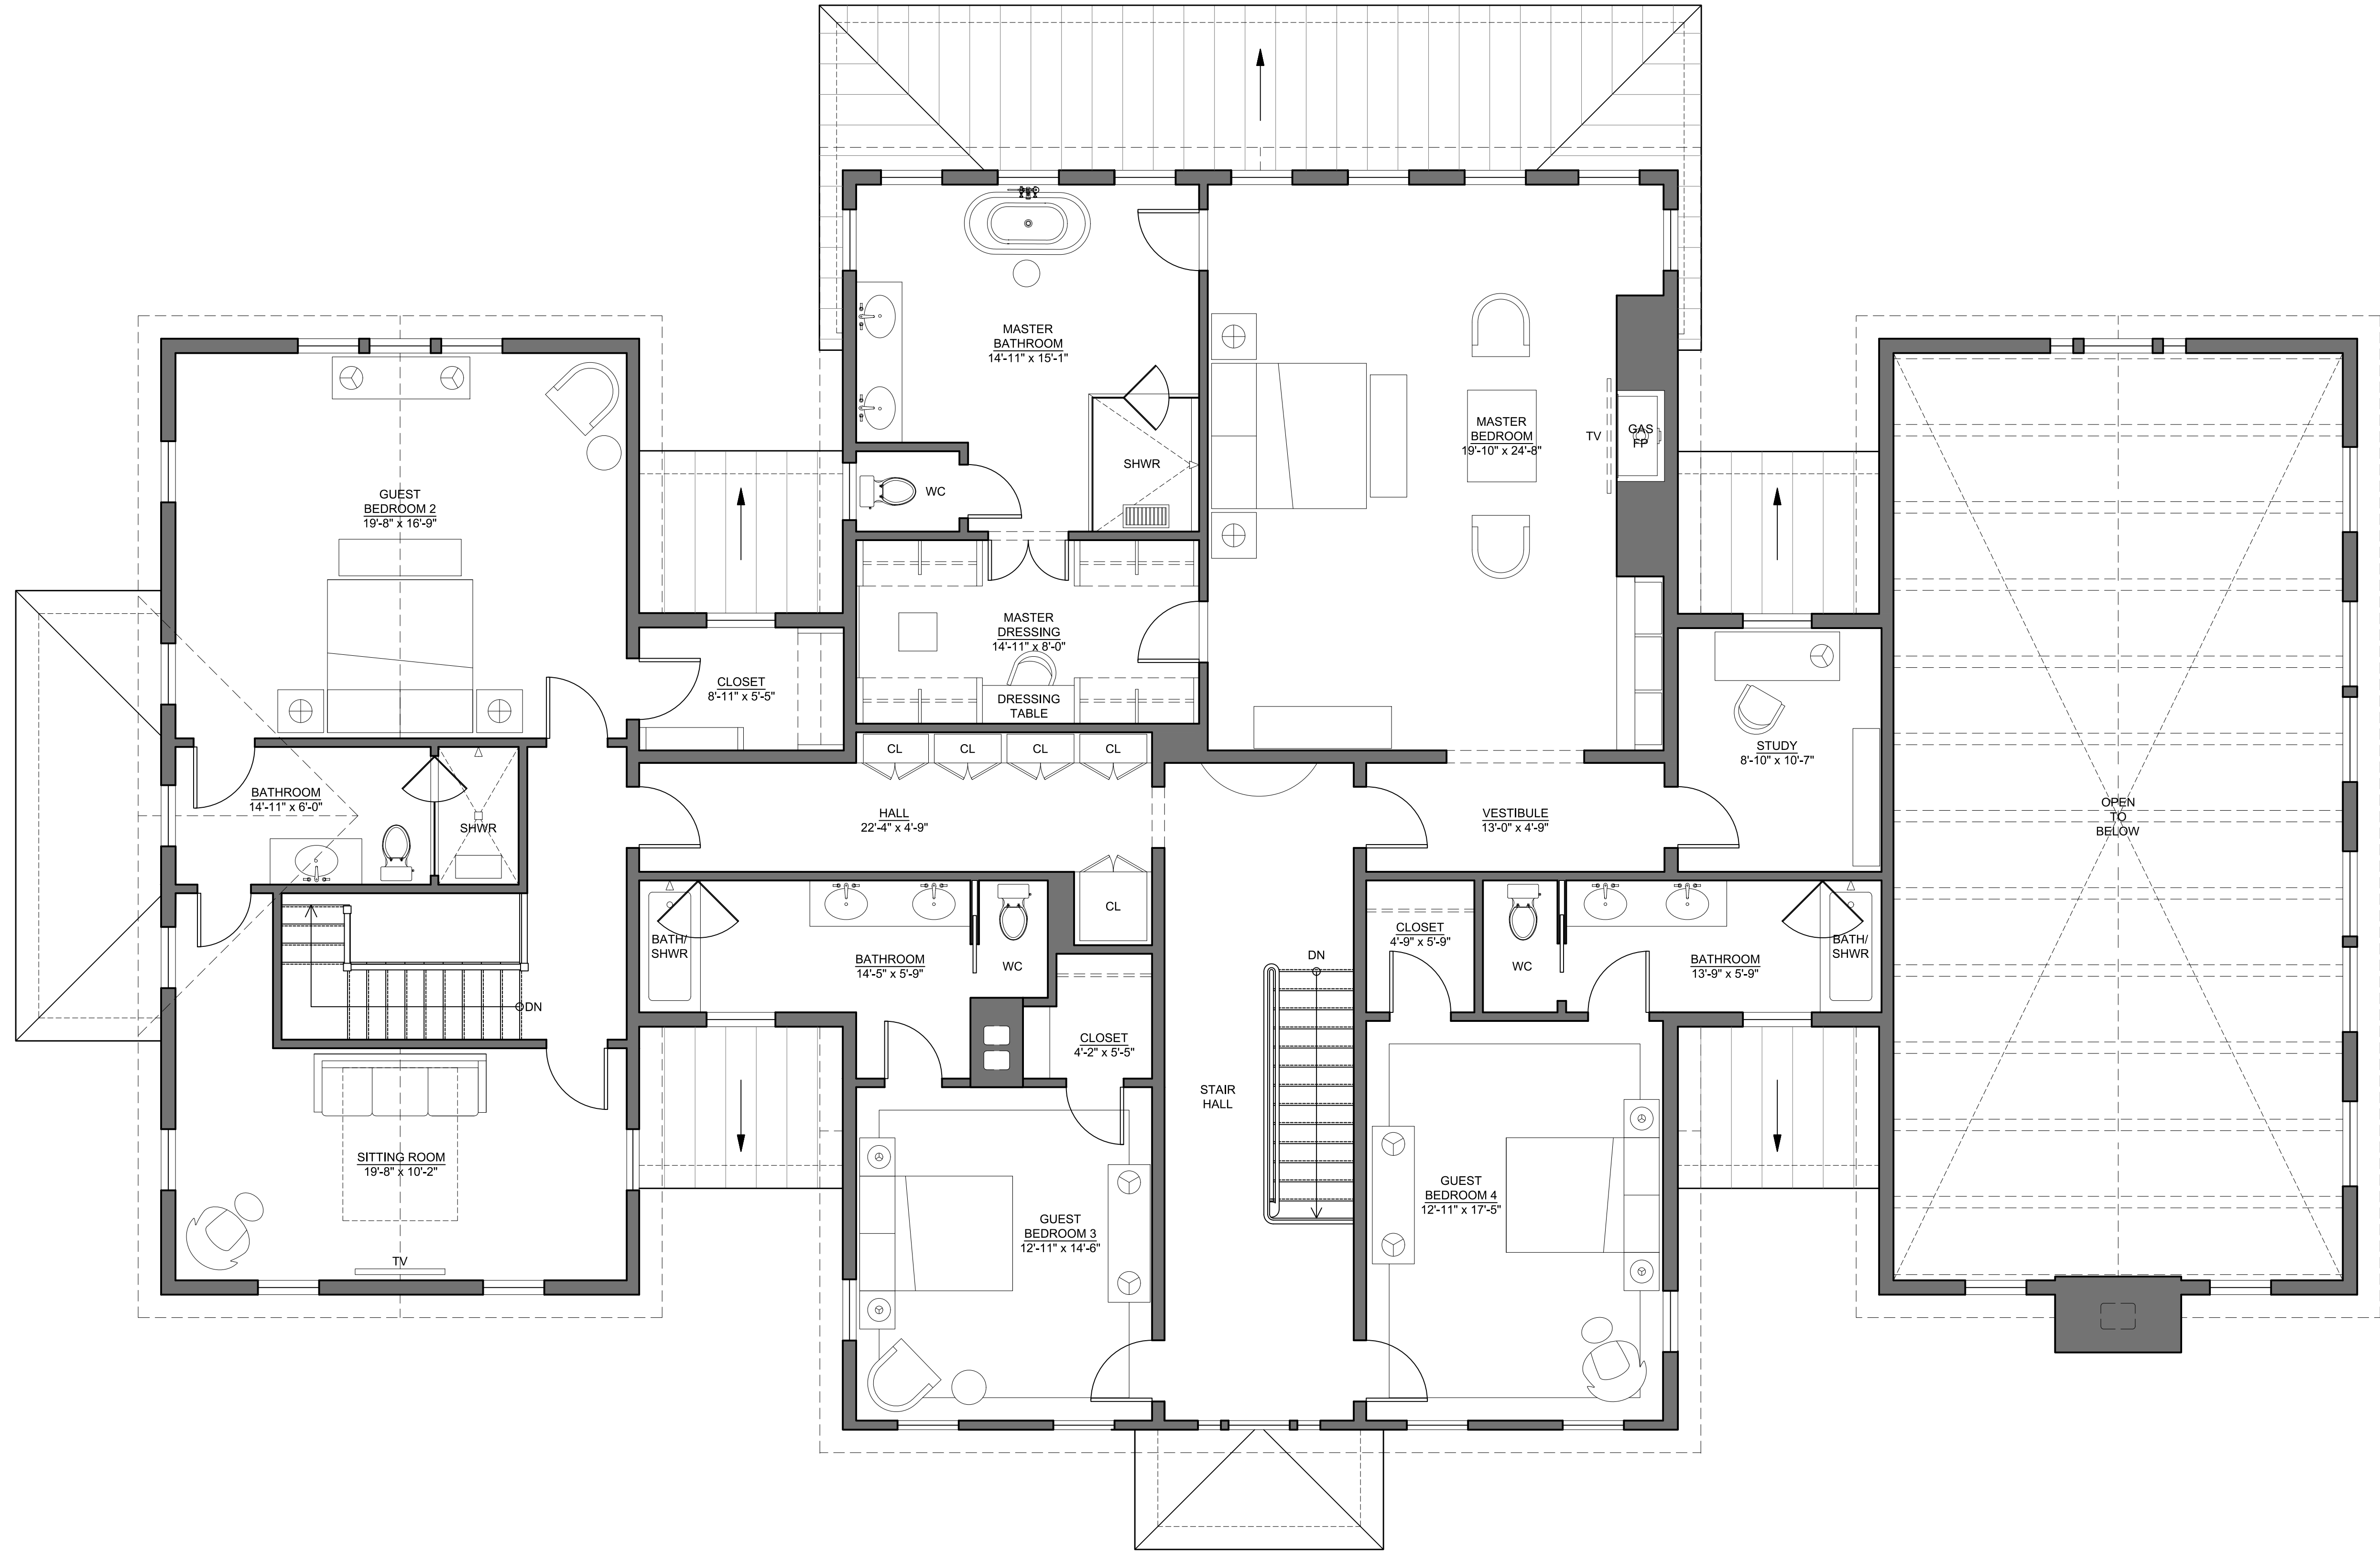 MASTER
BATHROOM
14'-11" x 15'-1"
SHWR
WC
MASTER
BEDROOM
19'-10" x 24'-8"
TV
GAS
FP
GUEST
BEDROOM 2
19'-8" x 16'-9"
MASTER
DRESSING
14'-11" x 8'-0"
DRESSING
TABLE
CLOSET
8'-11" x 5'-5"
CL
CL
CL
CL
STUDY
8'-10" x 10'-7"
BATHROOM
14'-11" x 6'-0"
SHWR
HALL
22'-4" x 4'-9"
VESTIBULE
13'-0" x 4'-9"
OPEN
TO
BELOW
CL
BATH/
SHWR
BATHROOM
14'-5" x 5'-9"
WC
DN
CLOSET
4'-9" x 5'-9"
WC
BATHROOM
13'-9" x 5'-9"
BATH/
SHWR
DN
CLOSET
4'-2" x 5'-5"
STAIR
HALL
SITTING ROOM
19'-8" x 10'-2"
TV
GUEST
BEDROOM 3
12'-11" x 14'-6"
GUEST
BEDROOM 4
12'-11" x 17'-5"